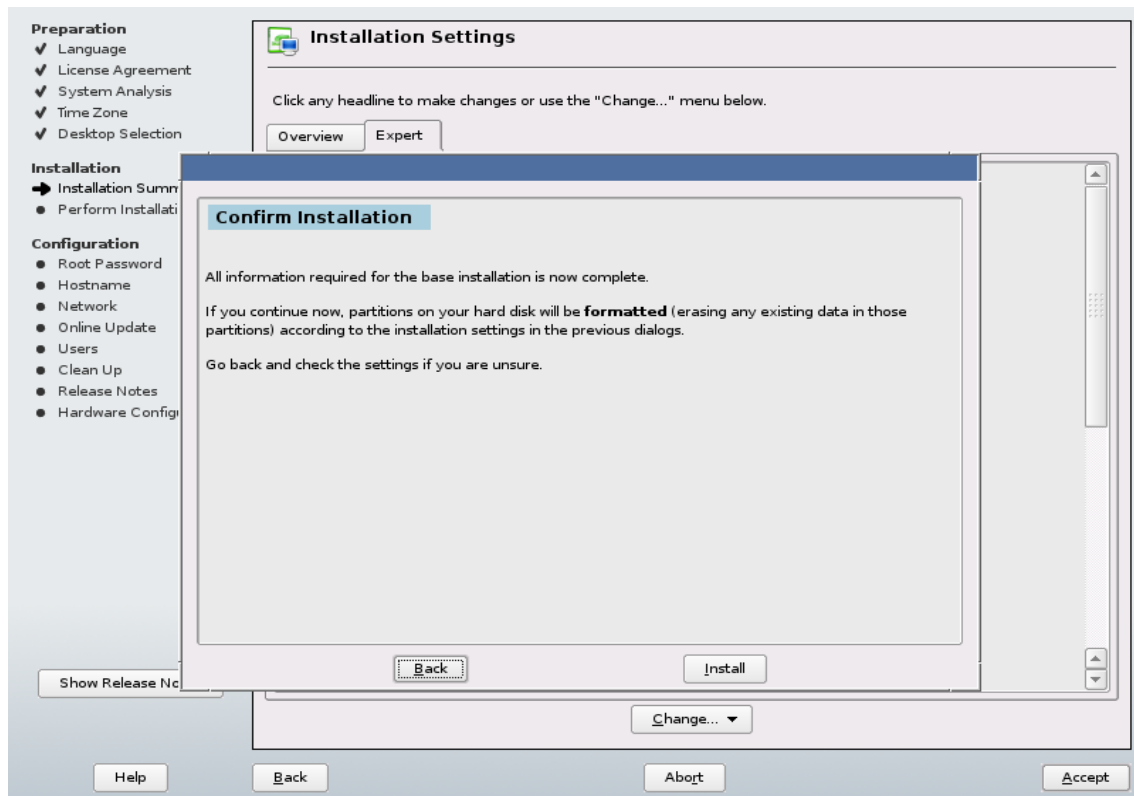 Preparation
Language
License Agreement
System Analysis
Time Zone
Desktop Selection
Installation
Installation Summ
Perform Installati
Configuration
Root Password
Hostname
Network
Online Update
Users
Clean Up
Release Notes
Hardware Config
Show Release No
Help
Installation Settings
Click any headline to make changes or use the "Change..." menu below.
Overview Expert
Confirm Installation
All information required for the base installation is now complete.
If you continue now, partitions on your hard disk will be formatted (erasing any existing data in those
partitions) according to the installation settings in the previous dialogs.
Go back and check the settings if you are unsure.
Back Install
Change...
Back Abort Accept